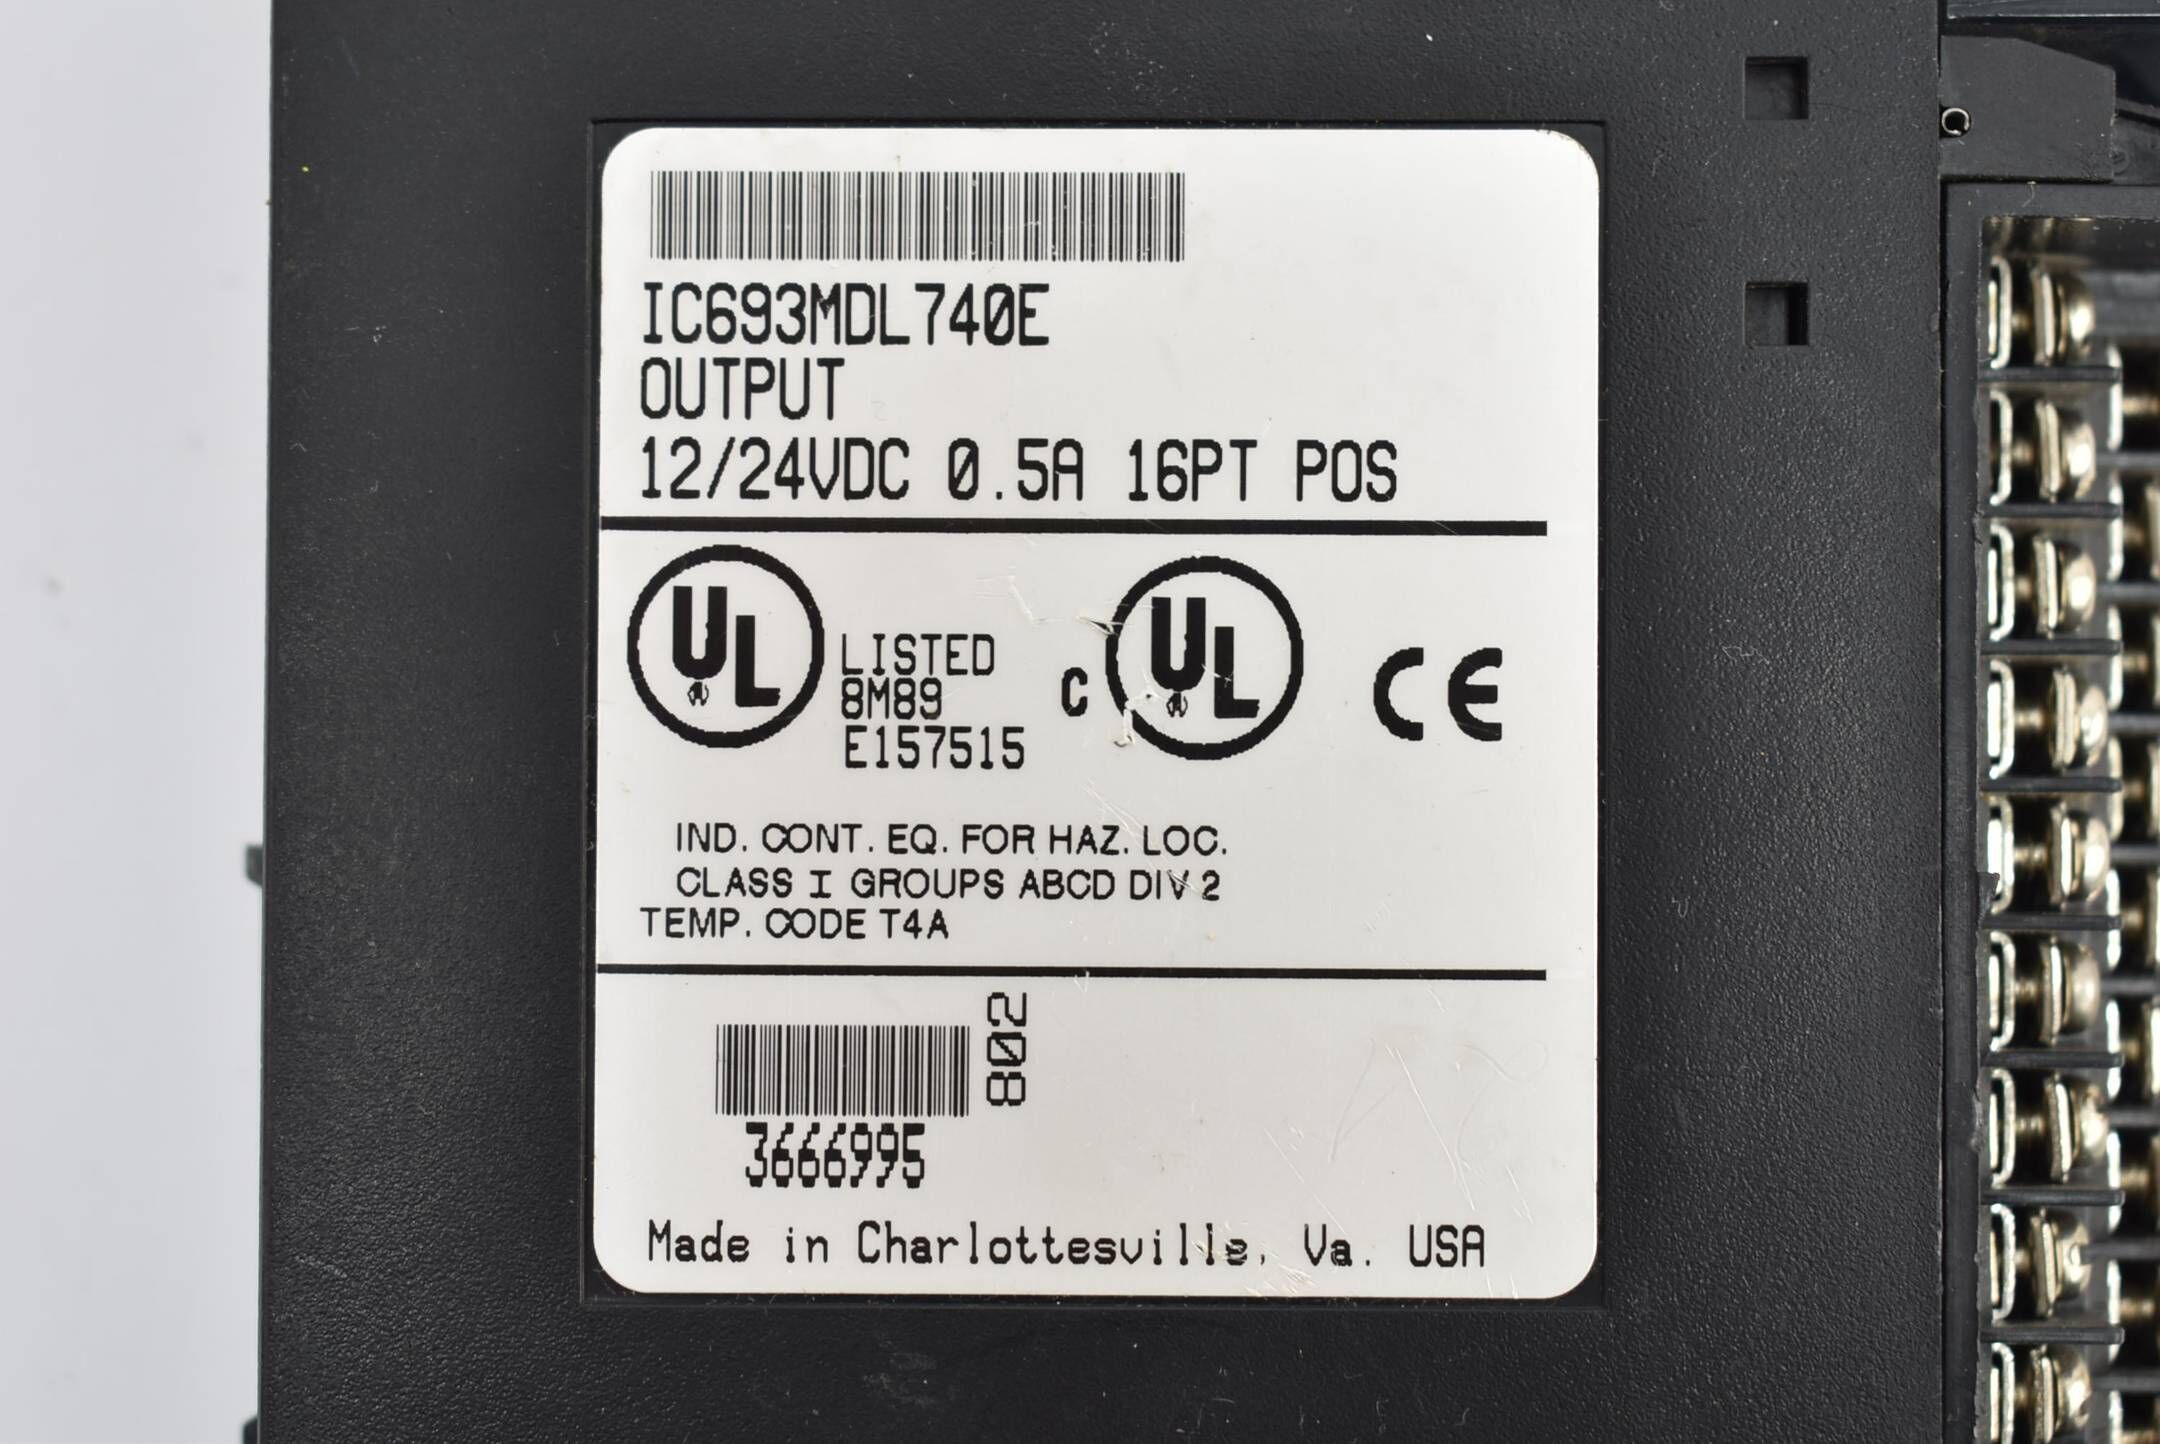 IC693MDL740E
OUTPUT
12/24VDC 0.5A 16PT POS
UL
LISTED
8M89
E157515
C UL
CE
IND. CONT. EQ. FOR HAZ. LOC.
CLASS I GROUPS ABCD DIV 2
TEMP. CODE T4A
802
3666995
Made in Charlottesville, Va. USA